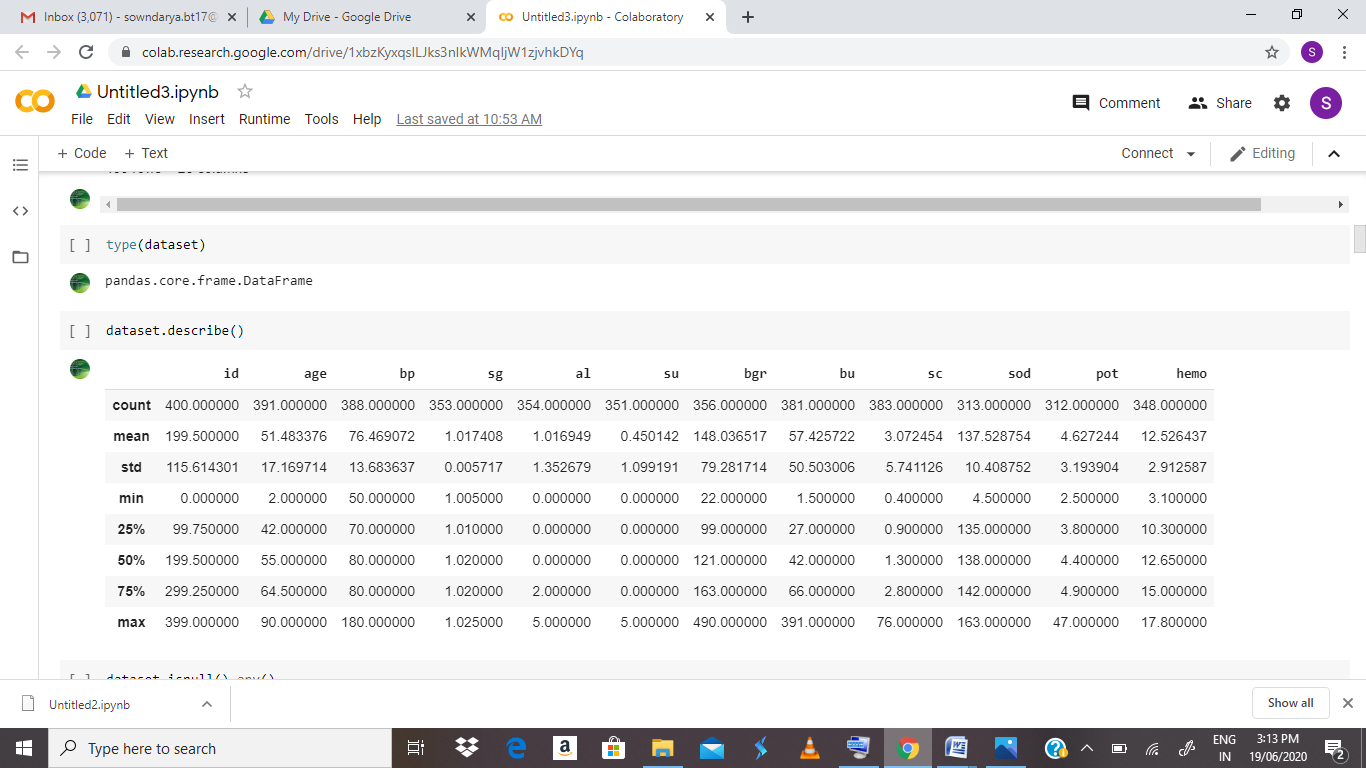 Inbox (3,071) - sowndarya.bt17@
My Drive - Google Drive
Untitled3.ipynb - Colaboratory
colab.research.google.com/drive/
S
Untitled3.ipynb
File Edit View Insert Runtime Tools Help Last saved at 10:53 AM
Comment Share S
+ Code + Text Connect Editing
[ ] type(dataset)
pandas.core.frame.DataFrame
[ ] dataset.describe()
id age bp sg al su bgr bu sc sod pot hemo
count 400.000000 391.000000 388.000000 353.000000 354.000000 351.000000 356.000000 381.000000 383.000000 313.000000 312.000000 348.000000
mean 199.500000 51.483376 76.469072 1.017408 1.016949 0.450142 148.036517 57.425722 3.072454 137.528754 4.627244 12.526437
std 115.614301 17.169714 13.683637 0.005717 1.352679 1.099191 79.281714 50.503006 5.741126 10.408752 3.193904 2.912587
min 0.000000 2.000000 50.000000 1.005000 0.000000 0.000000 22.000000 1.500000 0.400000 4.500000 2.500000 3.100000
25% 99.750000 42.000000 70.000000 1.010000 0.000000 0.000000 99.000000 27.000000 0.900000 135.000000 3.800000 10.300000
50% 199.500000 55.000000 80.000000 1.020000 0.000000 0.000000 121.000000 42.000000 1.300000 138.000000 4.400000 12.650000
75% 299.250000 64.500000 80.000000 1.020000 2.000000 0.000000 163.000000 66.000000 2.800000 142.000000 4.900000 15.000000
max 399.000000 90.000000 180.000000 1.025000 5.000000 5.000000 490.000000 391.000000 76.000000 163.000000 47.000000 17.800000
[ ] dataset.isnull().any()
Untitled2.ipynb
Show all
Type here to search
ENG
IN
3:13 PM
19/06/2020
2